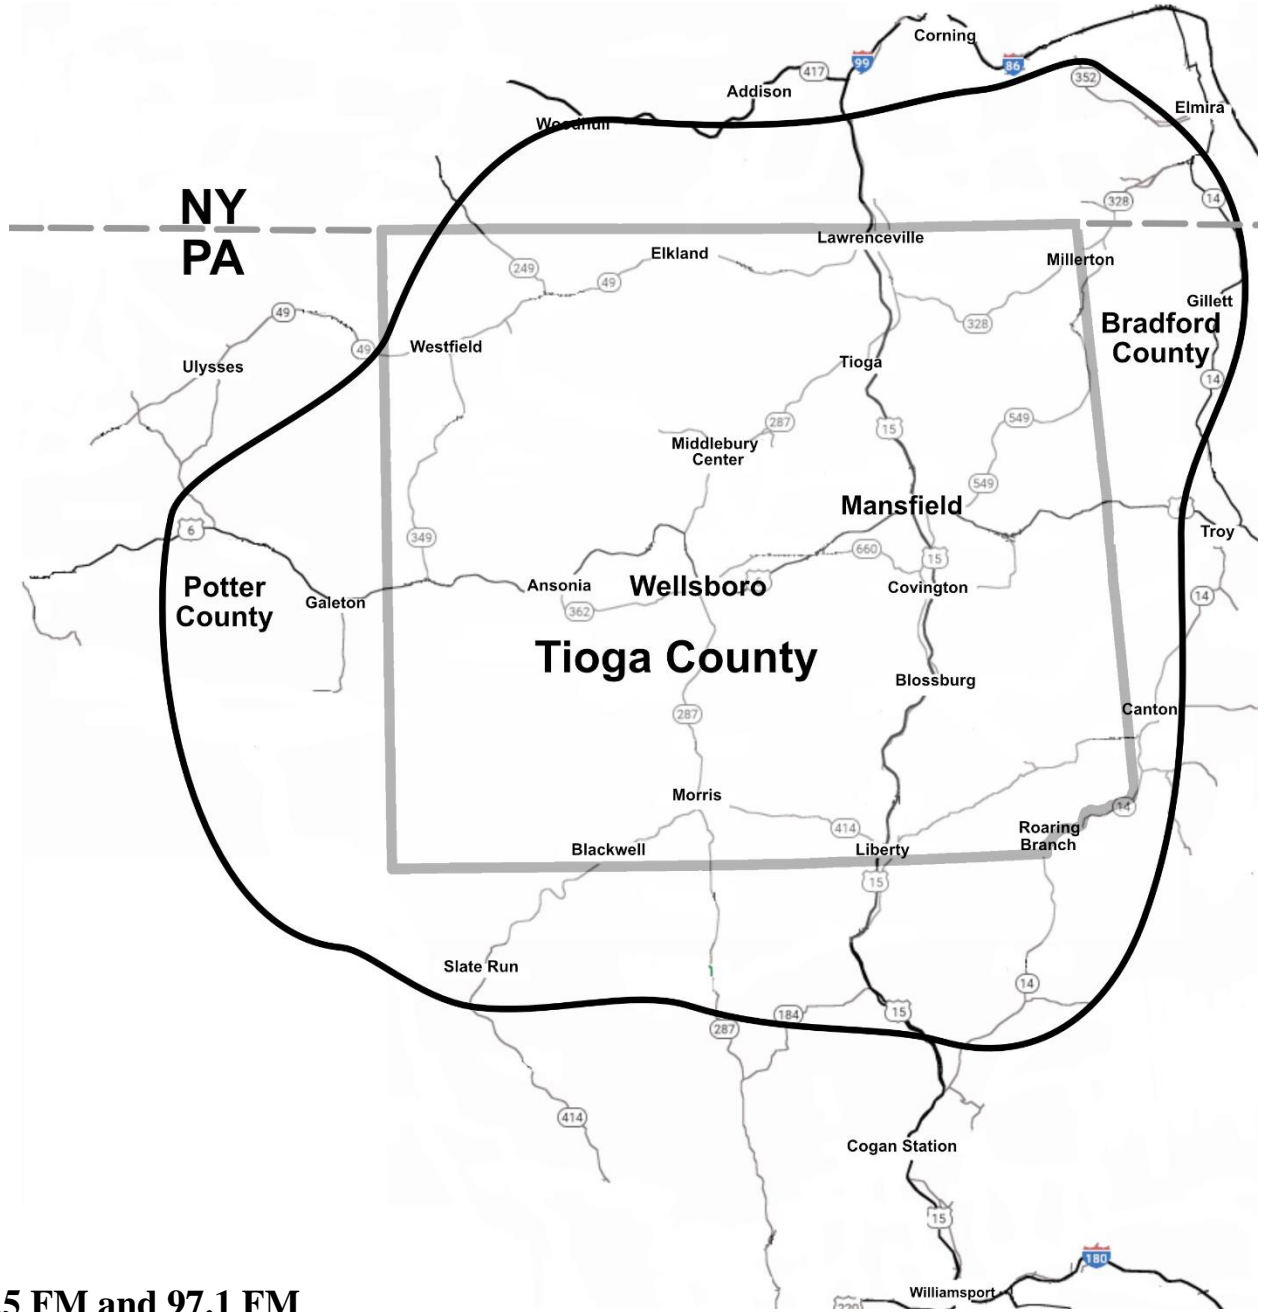 Corning
99
86
417
352
Addison
Elmira
Woodhull
NY
328
14
PA
Lawrenceville
Elkland
Millerton
249
49
49
Gillett
328
Bradford
County
49
Westfield
Ulysses
Tioga
14
287
549
15
Middlebury
Center
549
Mansfield
6
Troy
349
660
15
Potter
County
Galeton
Ansonia
Wellsboro
Covington
362
14
Tioga County
Blossburg
287
Canton
Morris
14
414
Roaring
Branch
Blackwell
Liberty
15
Slate Run
14
184
15
287
414
Cogan Station
15
180
Williamsport
220
.5 FM and 97.1 FM